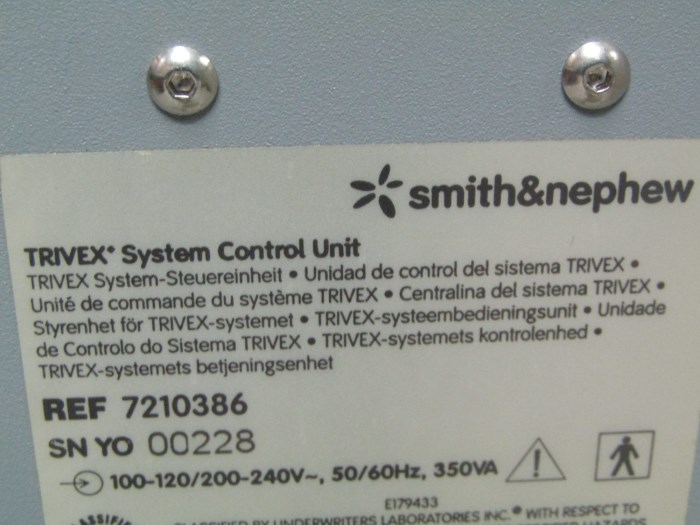 smith&nephew
TRIVEX* System Control Unit
TRIVEX System-Steuereinheit • Unidad de control del sistema TRIVEX •
Unité de commande du système TRIVEX • Centralina del sistema TRIVEX •
Styrenhet för TRIVEX-systemet • TRIVEX-systeembedieningsunit • Unidade
de Controlo do Sistema TRIVEX • TRIVEX-systemets kontrolenhed •
TRIVEX-systemets betjeningsenhet
REF 7210386
SN YO 00228
100-120/200-240V~, 50/60Hz, 350VA
E179433
BY UNDERWRITERS LABORATORIES INC.® WITH RESPECT TO